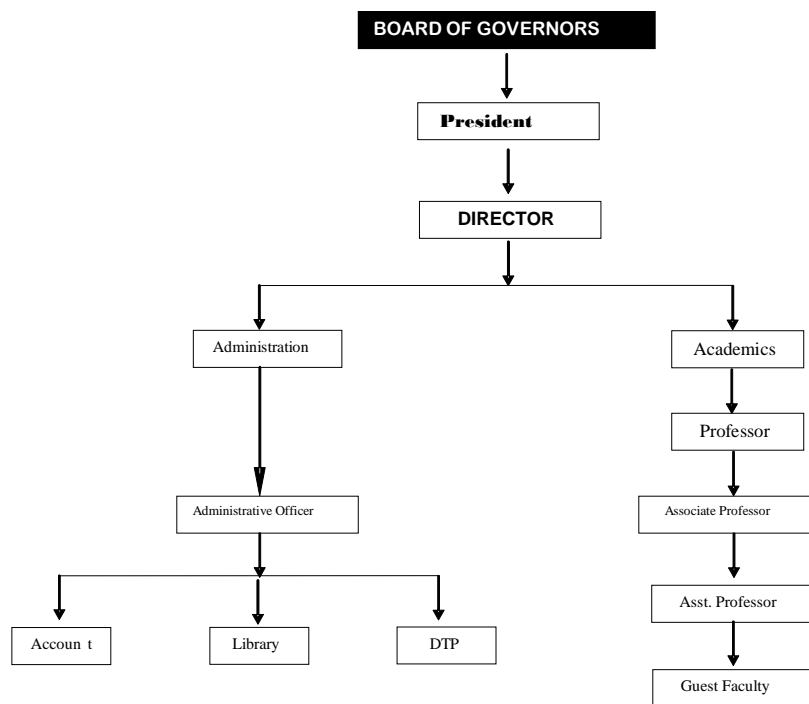 BOARD OF GOVERNORS
President
DIRECTOR
Administration
Academics
Professor
Administrative Officer
Associate Professor
Asst. Professor
Accoun t
Library
DTP
Guest Faculty